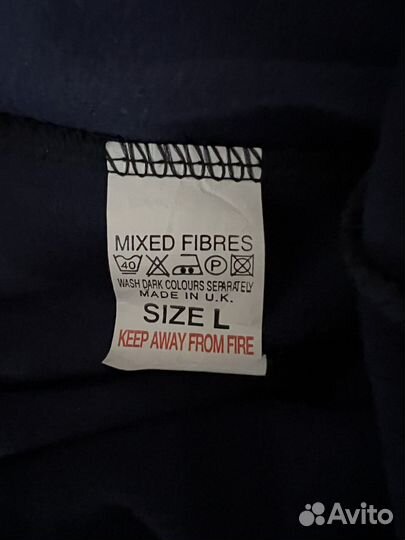 MIXED FIBRES
40 P
WASH DARK COLOURS SEPARATELY
MADE IN U.K.
SIZE L
KEEP AWAY FROM FIRE
Avito